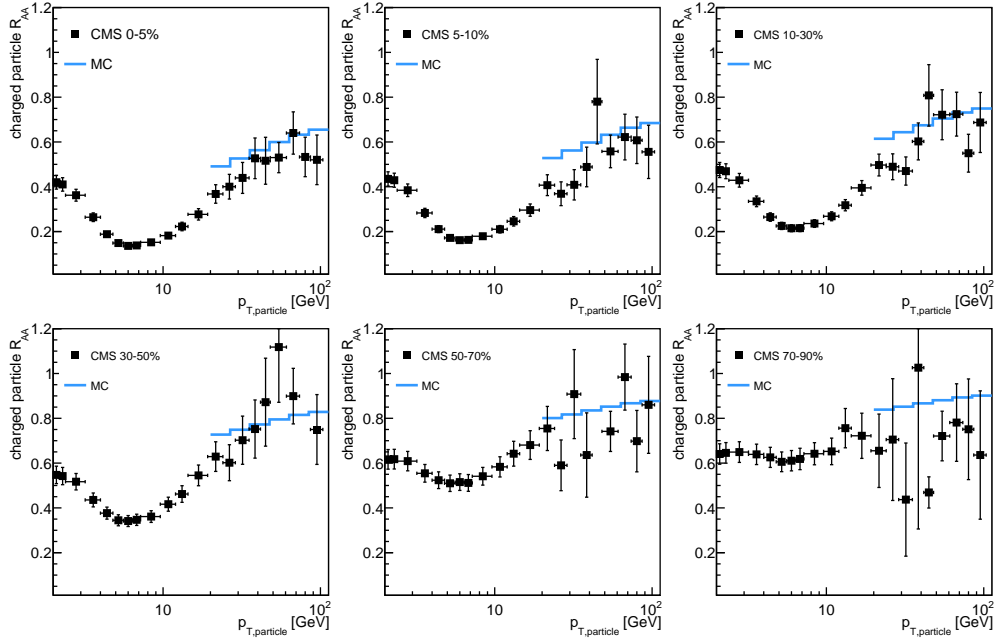 charged particle R_AA
1.2
1
0.8
0.6
0.4
0.2
CMS 0-5%
MC
10
10^2
p_T,particle [GeV]
charged particle R_AA
1.2
1
0.8
0.6
0.4
0.2
CMS 5-10%
MC
10
10^2
p_T,particle [GeV]
charged particle R_AA
1.2
1
0.8
0.6
0.4
0.2
CMS 10-30%
MC
10
10^2
p_T,particle [GeV]
charged particle R_AA
1.2
1
0.8
0.6
0.4
0.2
CMS 30-50%
MC
10
10^2
p_T,particle [GeV]
charged particle R_AA
1.2
1
0.8
0.6
0.4
0.2
CMS 50-70%
MC
10
10^2
p_T,particle [GeV]
charged particle R_AA
1.2
1
0.8
0.6
0.4
0.2
CMS 70-90%
MC
10
10^2
p_T,particle [GeV]